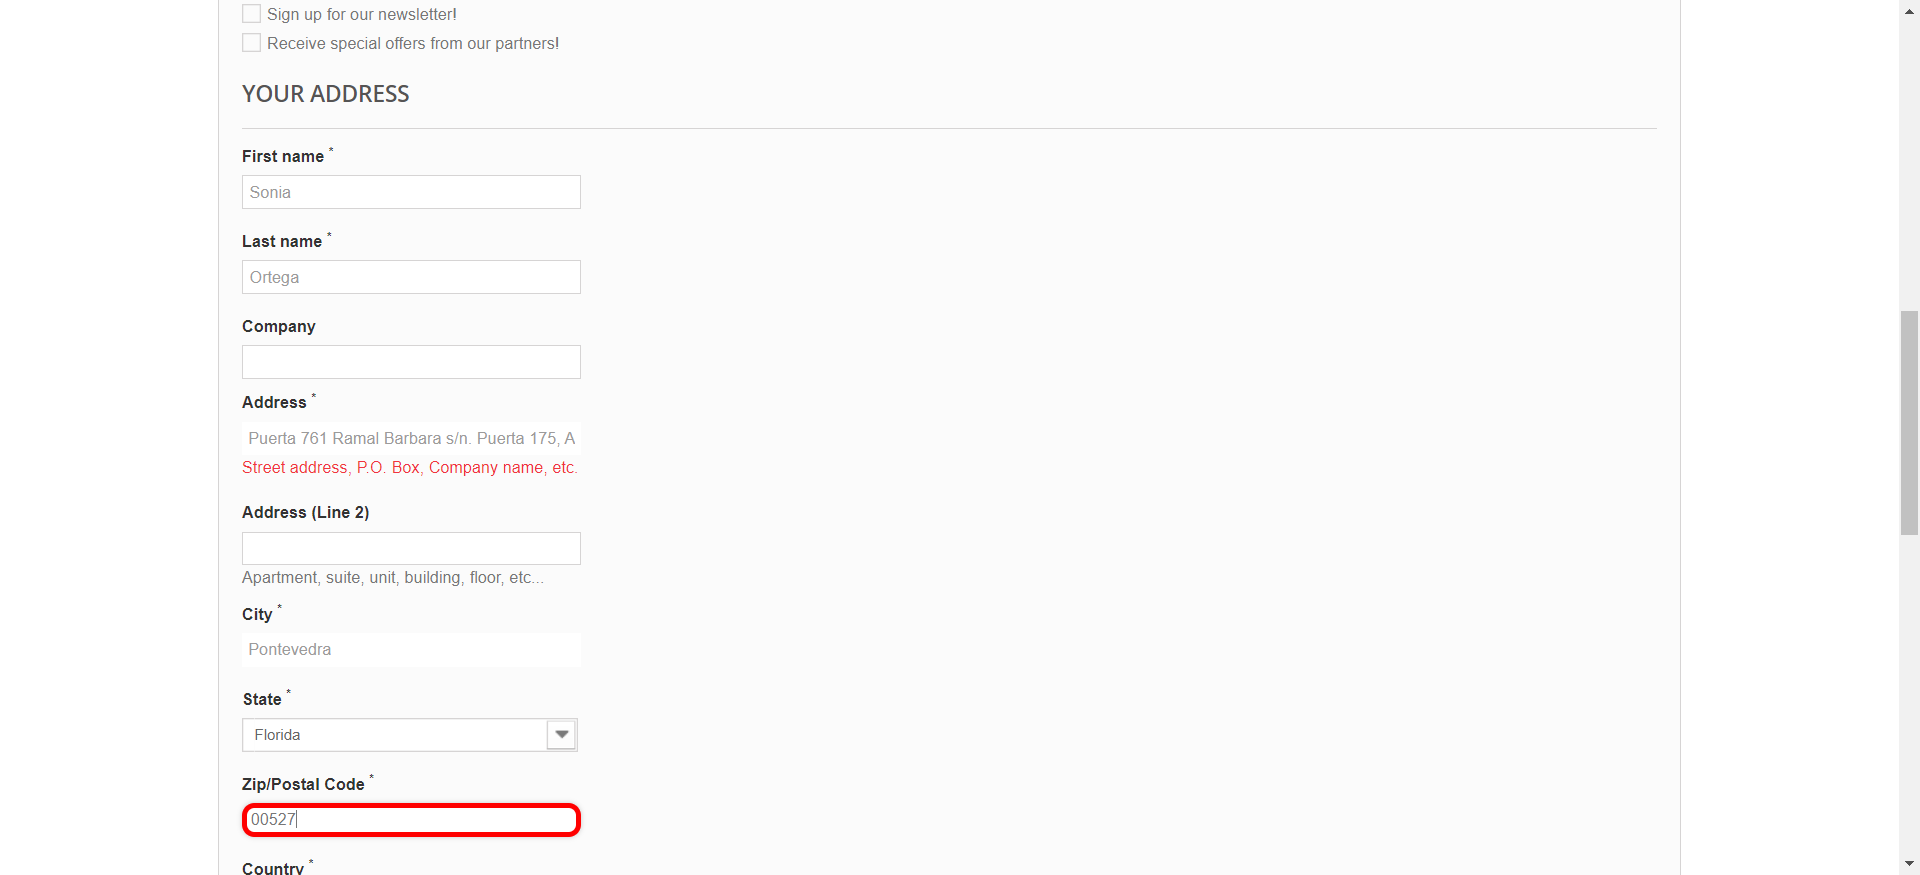 Sign up for our newsletter!
Receive special offers from our partners!
YOUR ADDRESS
First name *
Sonia
Last name *
Ortega
Company
Address *
Puerta 761 Ramal Barbara s/n. Puerta 175, A
Street address, P.O. Box, Company name, etc.
Address (Line 2)
Apartment, suite, unit, building, floor, etc...
City *
Pontevedra
State *
Florida
Zip/Postal Code *
00527
Country *